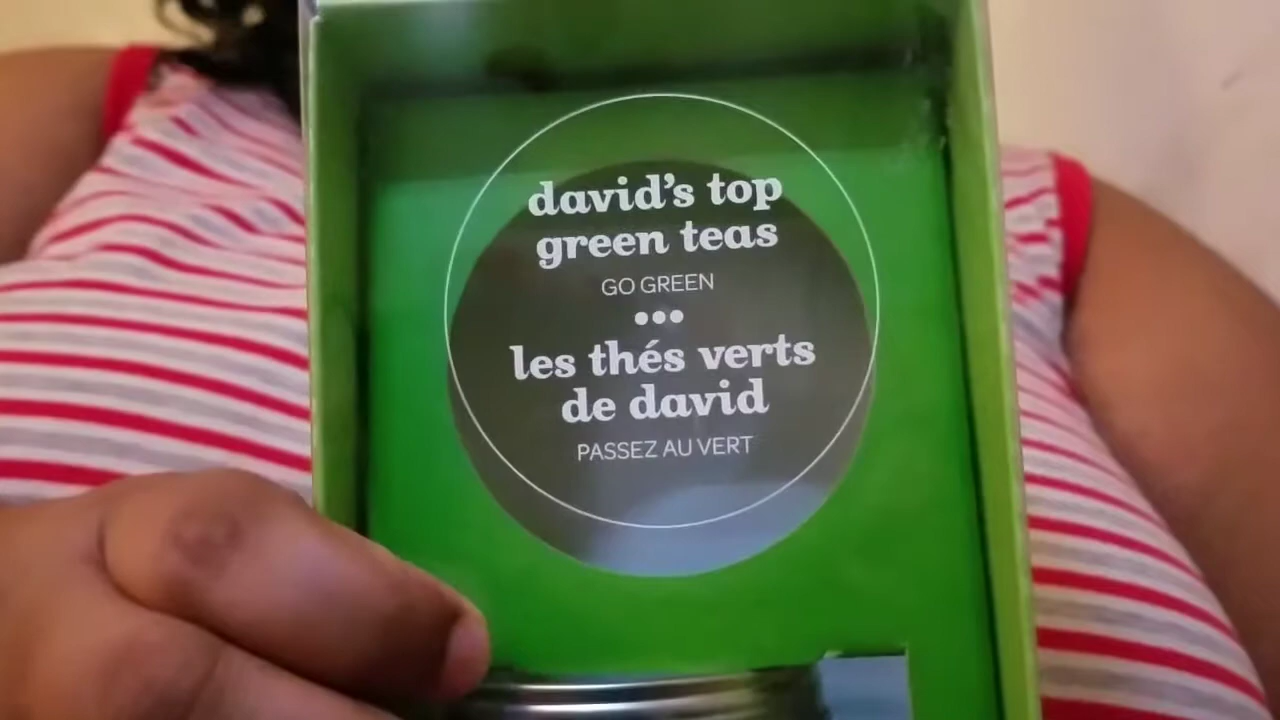 david's top
green teas
GO GREEN
•••
les thés verts
de david
PASSEZ AU VERT